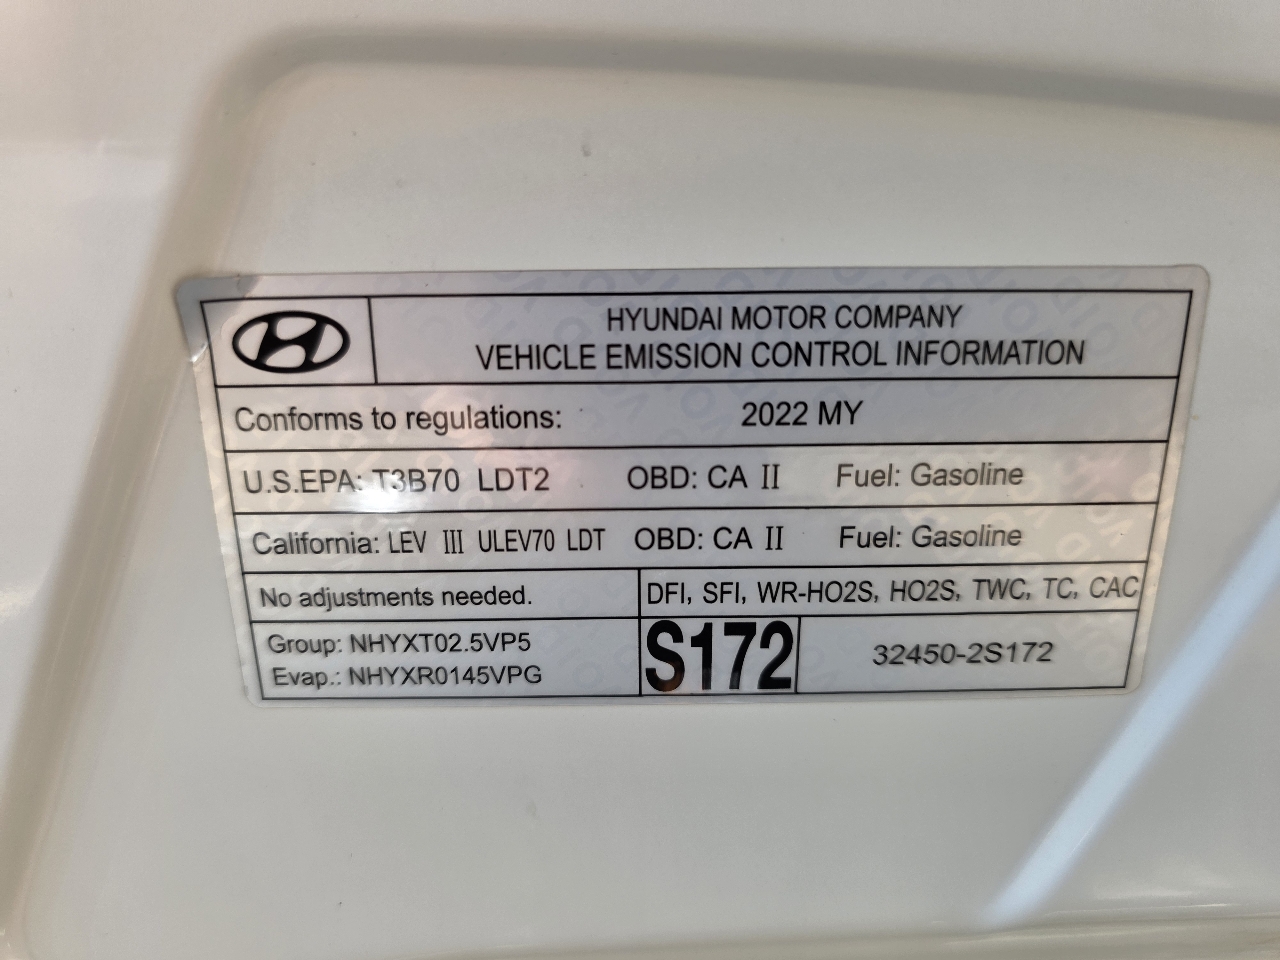 HYUNDAI MOTOR COMPANY
VEHICLE EMISSION CONTROL INFORMATION
Conforms to regulations: 2022 MY
U.S.EPA: T3B70 LDT2 OBD: CA II Fuel: Gasoline
California: LEV III ULEV70 LDT OBD: CA II Fuel: Gasoline
No adjustments needed. DFI, SFI, WR-HO2S, HO2S, TWC, TC, CAC
Group: NHYXT02.5VP5
Evap.: NHYXR0145VPG
S172 32450-2S172